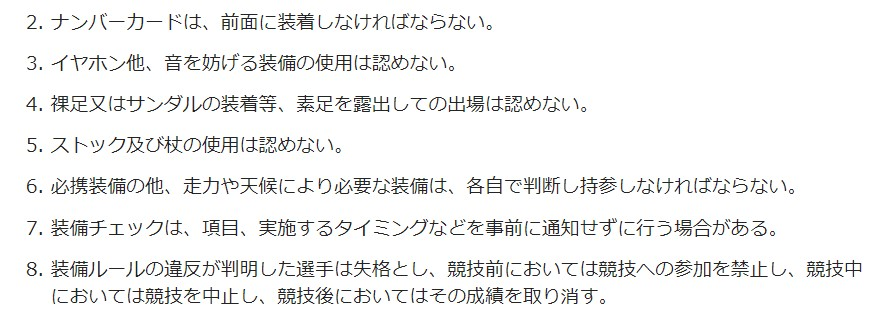 2. ナンバーカードは、前面に装着しなければならない。
3. イヤホン他、音を妨げる装備の使用は認めない。
4. 裸足又はサンダルの装着等、素足を露出しての出場は認めない。
5. ストック及び杖の使用は認めない。
6. 必携装備の他、走力や天候により必要な装備は、各自で判断し持参しなければならない。
7. 装備チェックは、項目、実施するタイミングなどを事前に通知せずに行う場合がある。
8. 装備ルールの違反が判明した選手は失格とし、競技前においては競技への参加を禁止し、競技中
においては競技を中止し、競技後においてはその成績を取り消す。